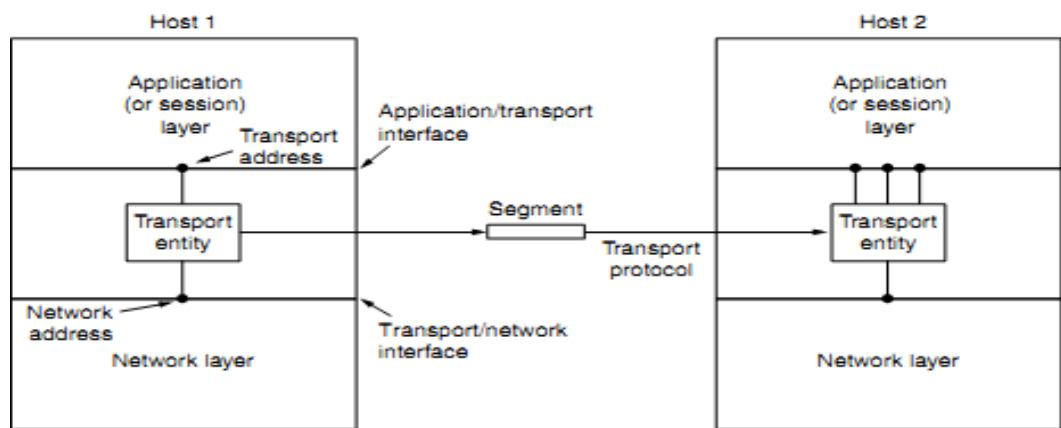 Host 1
Host 2
Application
(or session)
layer
Transport
address
Application/transport
interface
Application
(or session)
layer
Transport
entity
Segment
Transport
protocol
Transport
entity
Network
address
Transport/network
interface
Network layer
Network layer